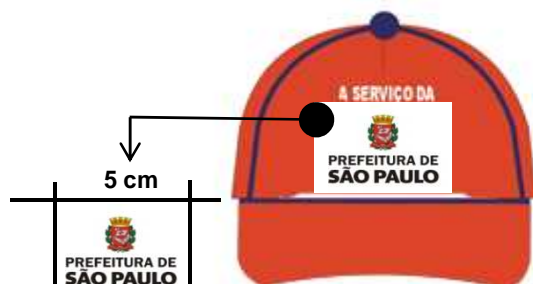 A SERVIÇO DA
PREFEITURA DE
SÃO PAULO
5 cm
PREFEITURA DE
SÃO PAULO